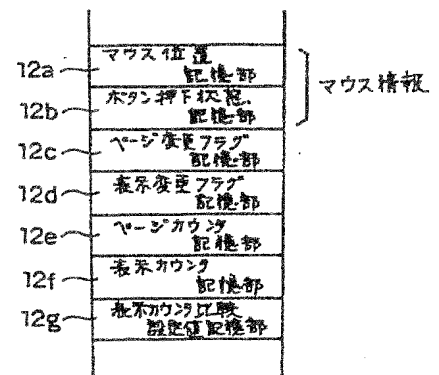 12a マウス位置
記憶部
12b ボタン押下状態
記憶部
マウス情報
12c ページ変更フラグ
記憶部
12d 表示変更フラグ
記憶部
12e ページカウンタ
記憶部
12f 表示カウンタ
記憶部
12g 表示カウンタ比較
設定値記憶部